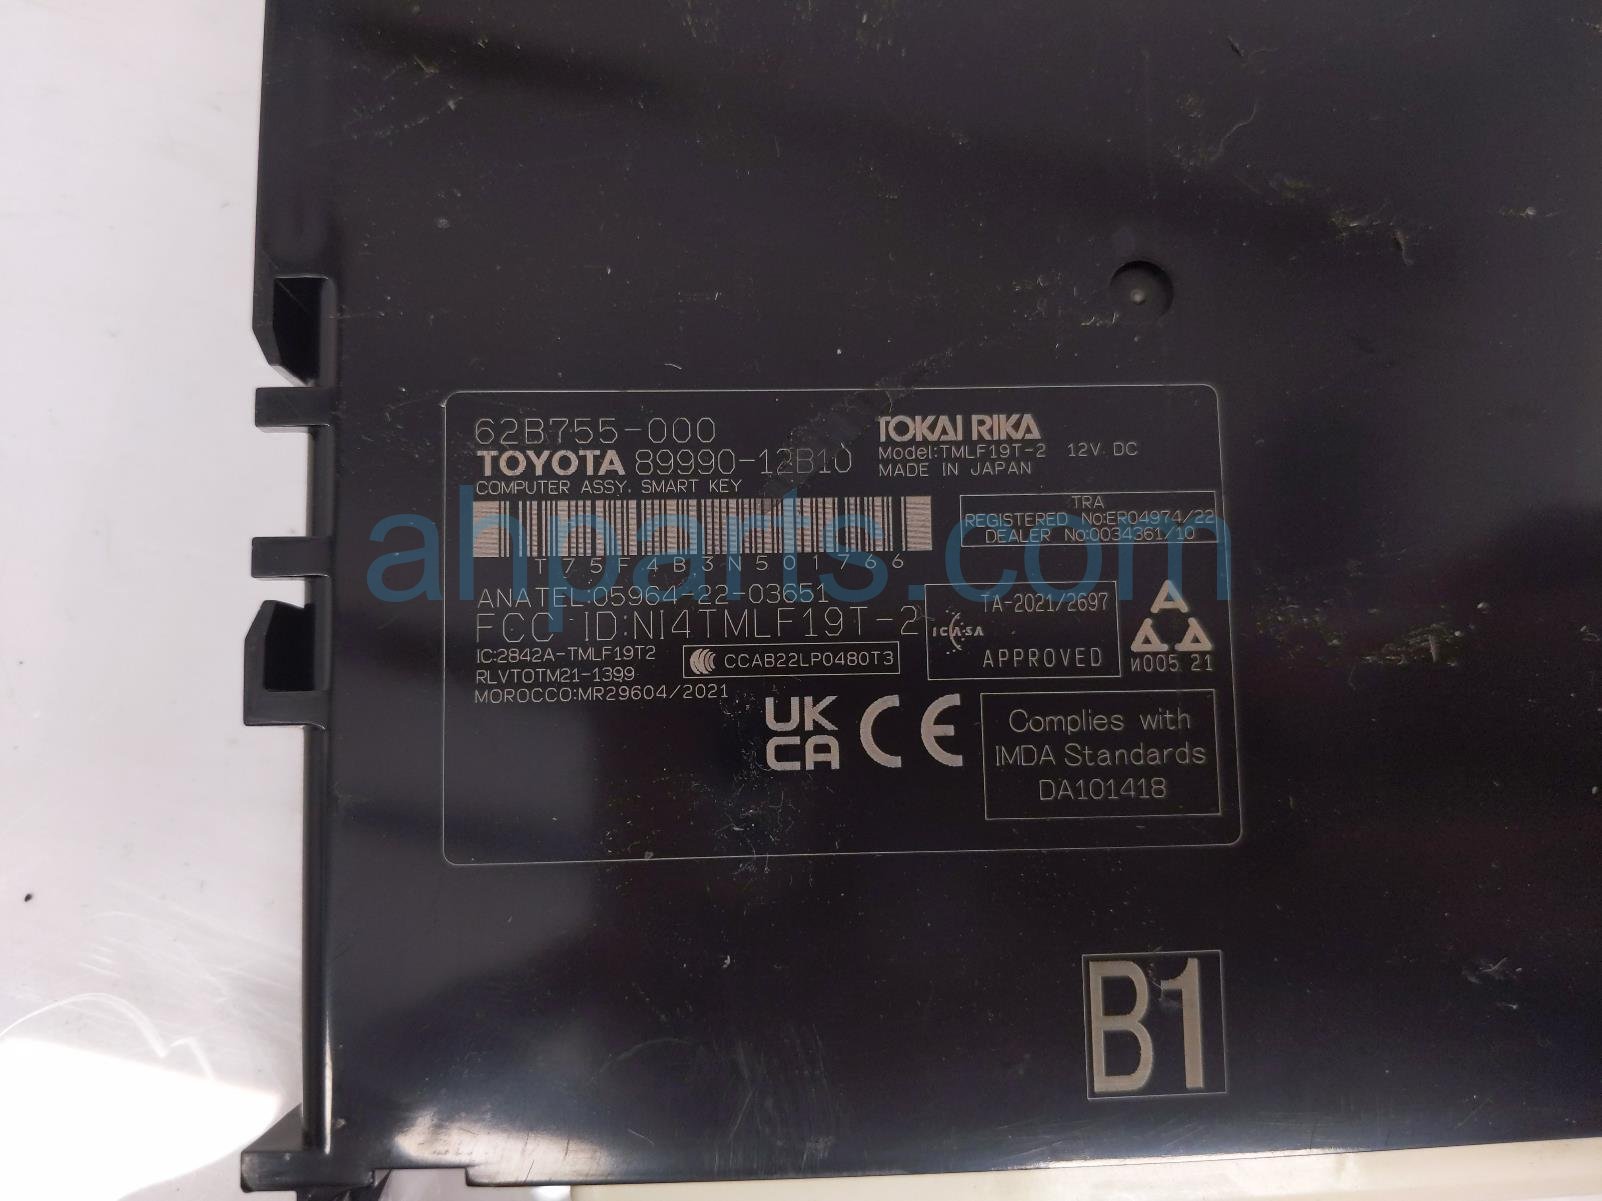 62B755-000
TOYOTA 89990-12B10
COMPUTER ASSY, SMART KEY
TOKAI RIKA
Model:TMLF19T-2 12V DC
MADE IN JAPAN
TRA
REGISTERED No:ER04974/22
DEALER No:0034361/10
T75F4B3N501766
ANATEL:05964-22-03651
FCC ID:NI4TMLF19T-2
IC:2842A-TMLF19T2
RLVTOTM21-1399
MOROCCO:MR29604/2021
CCAB22LP0480T3
TA-2021/2697
ICASA
APPROVED
И005 21
UK
CA
CE
Complies with
IMDA Standards
DA101418
B1
ahparts.com